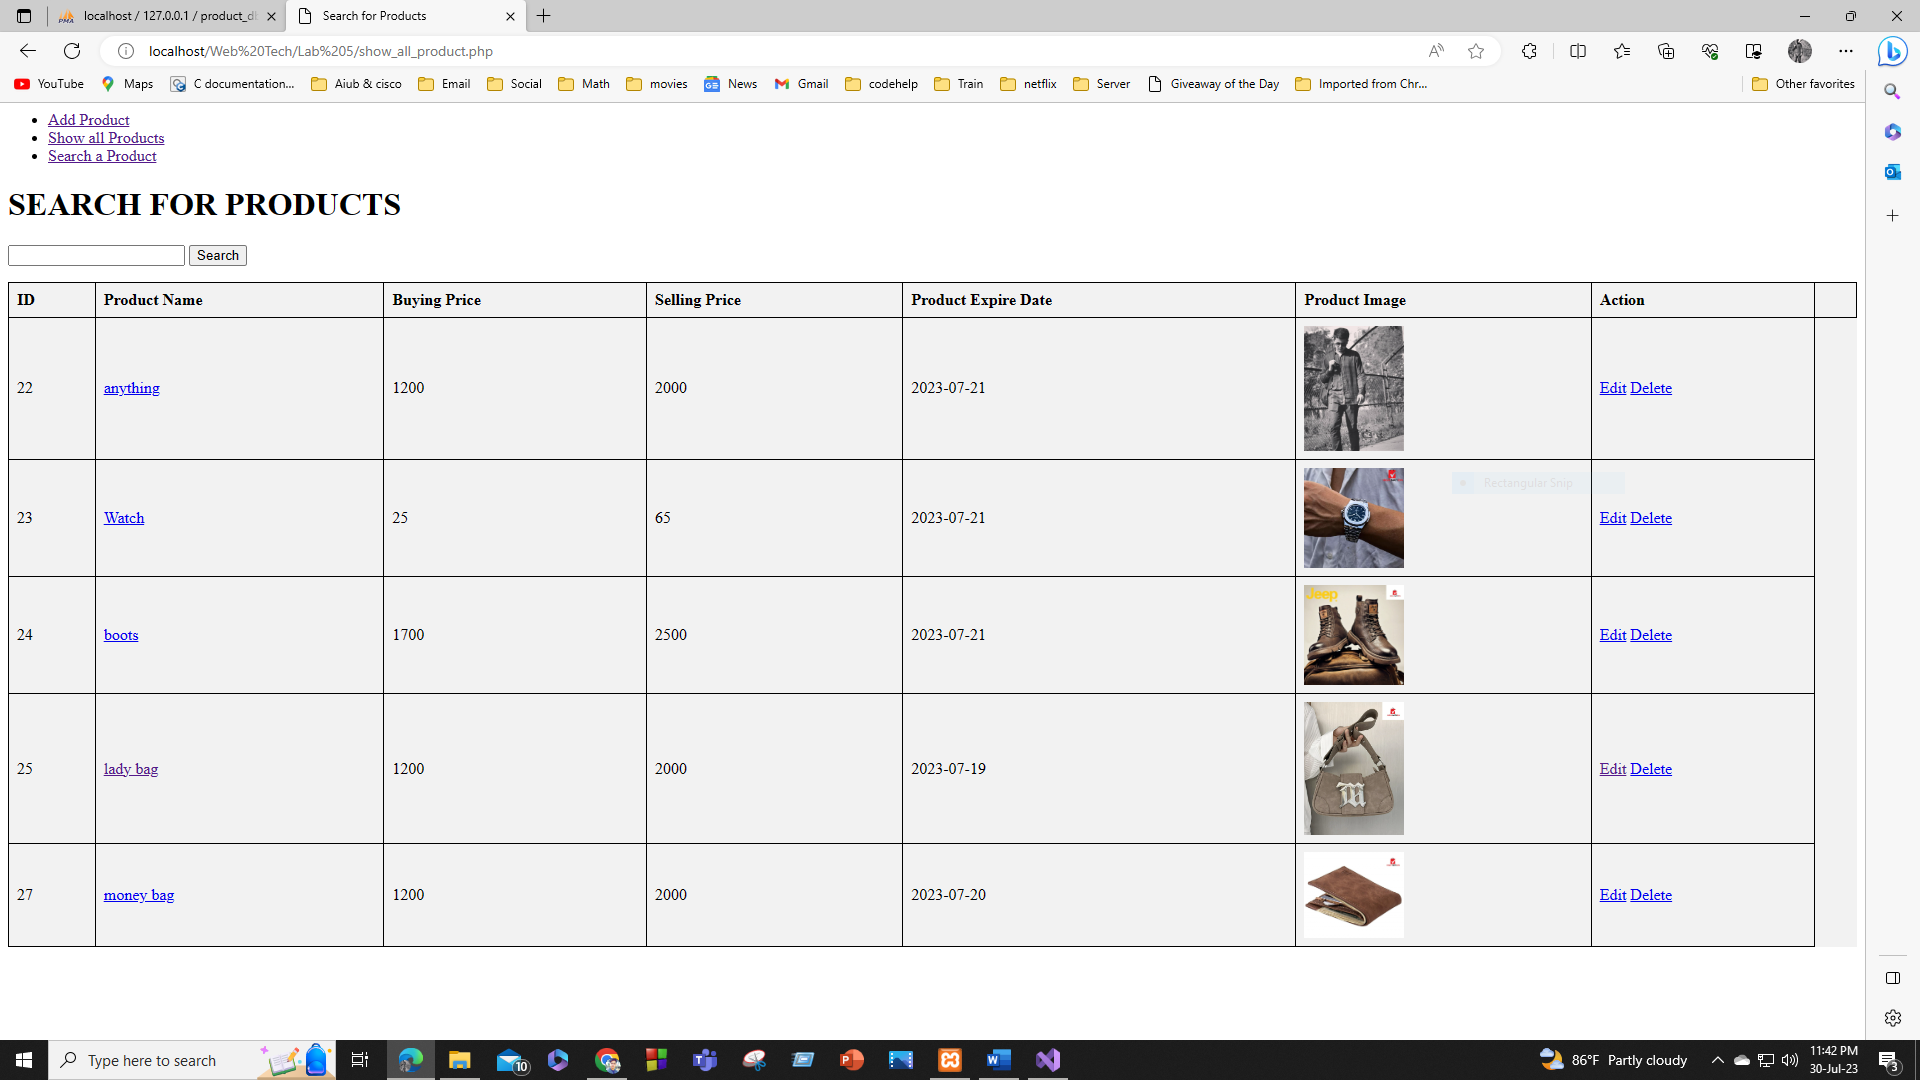 localhost / 127.0.0.1 / product_db
Search for Products
localhost/Web%20Tech/Lab%205/show_all_product.php
YouTube Maps C documentation... Aiub & cisco Email Social Math movies News Gmail codehelp Train netflix Server Giveaway of the Day Imported from Chr... Other favorites
Add Product
Show all Products
Search a Product
SEARCH FOR PRODUCTS
Search
ID Product Name Buying Price Selling Price Product Expire Date Product Image Action
22 anything 1200 2000 2023-07-21 Edit Delete
Rectangular Snip
23 Watch 25 65 2023-07-21 Edit Delete
Jeep
24 boots 1700 2500 2023-07-21 Edit Delete
25 lady bag 1200 2000 2023-07-19 Edit Delete
27 money bag 1200 2000 2023-07-20 Edit Delete
Type here to search
10
86°F Partly cloudy
11:42 PM
30-Jul-23
3